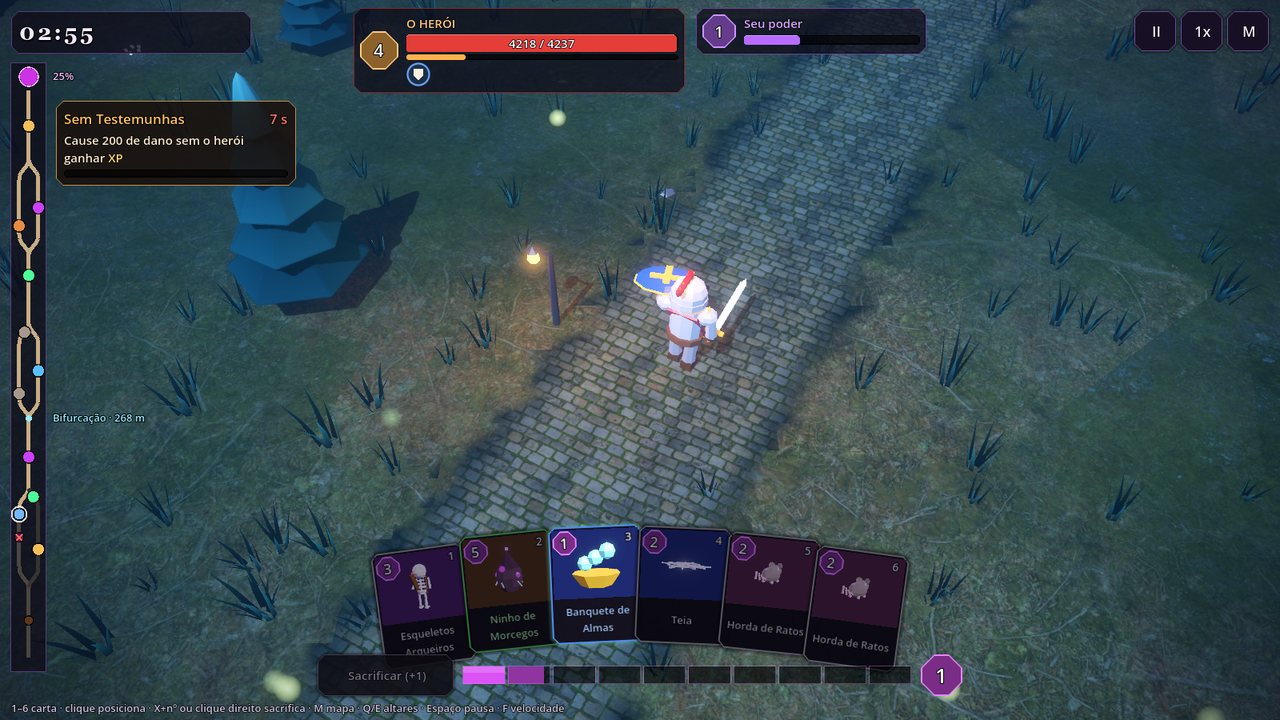 02:55
O HERÓI
4
4218 / 4237
1
Seu poder
II
1x
M
25%
Sem Testemunhas
7 s
Cause 200 de dano sem o herói
ganhar XP
Bifurcação · 268 m
3
1
Esqueletos
Arqueiros
5
2
Ninho de
Morcegos
1
3
Banquete de
Almas
2
4
Teia
2
5
Horda de Ratos
2
6
Horda de Ratos
Sacrificar (+1)
1
1–6 carta · clique posiciona · X+nº ou clique direito sacrifica · M mapa · Q/E altares · Espaço pausa · F velocidade